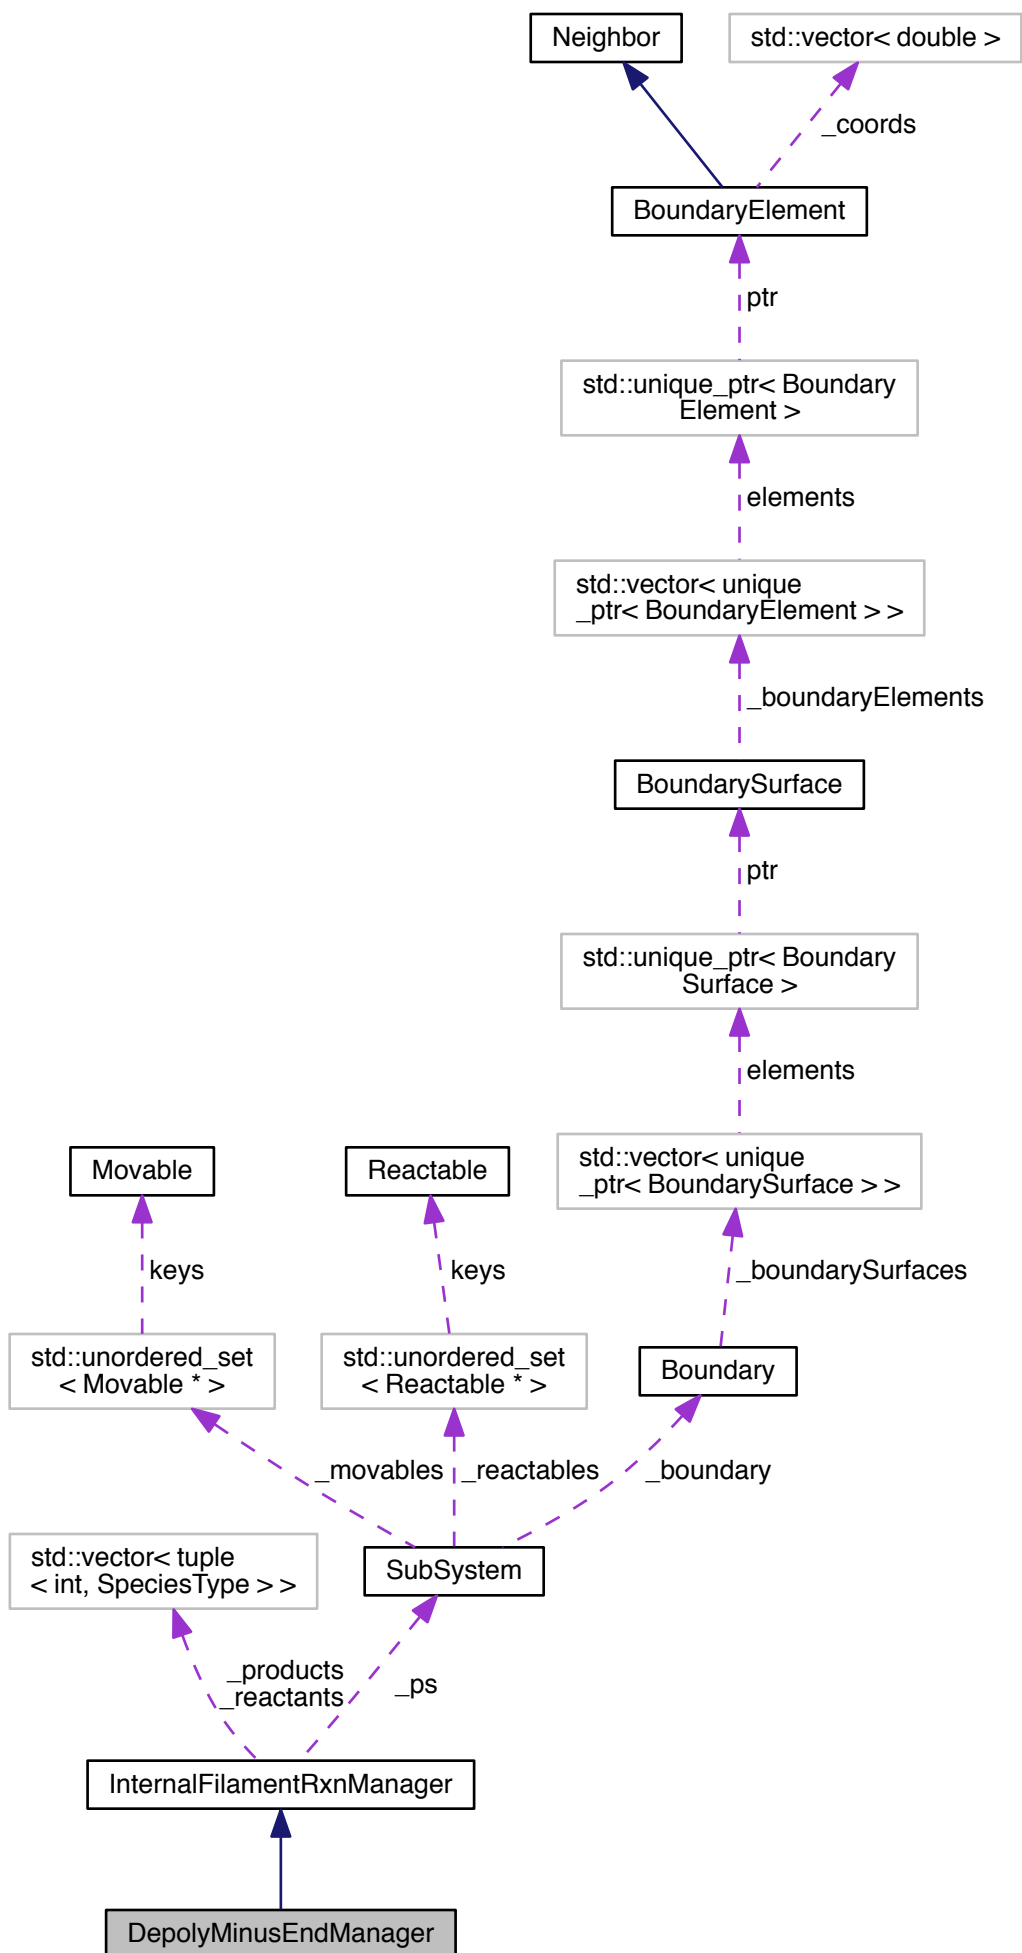 Neighbor
std::vector< double >
_coords
BoundaryElement
ptr
std::unique_ptr< Boundary
Element >
elements
std::vector< unique
_ptr< BoundaryElement > >
_boundaryElements
BoundarySurface
ptr
std::unique_ptr< Boundary
Surface >
elements
Movable
Reactable
std::vector< unique
_ptr< BoundarySurface > >
keys
keys
_boundarySurfaces
std::unordered_set
< Movable * >
std::unordered_set
< Reactable * >
Boundary
_movables
_reactables
_boundary
std::vector< tuple
< int, SpeciesType > >
SubSystem
_products
_reactants
_ps
InternalFilamentRxnManager
DepolyMinusEndManager